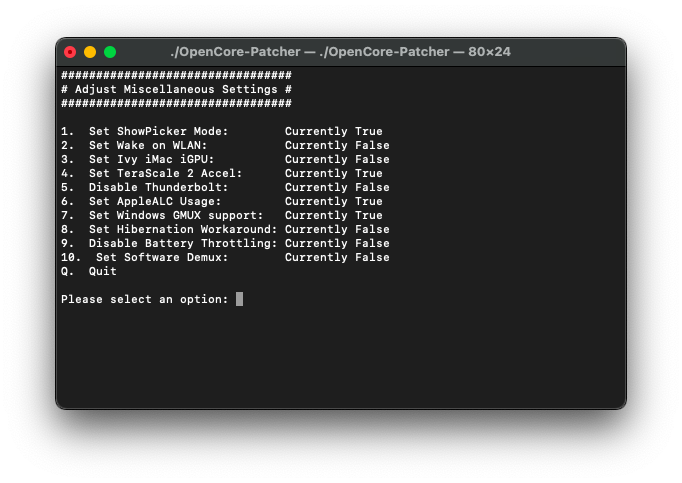 ./OpenCore-Patcher — ./OpenCore-Patcher — 80×24
#################################
# Adjust Miscellaneous Settings #
#################################
1.  Set ShowPicker Mode:        Currently True
2.  Set Wake on WLAN:           Currently False
3.  Set Ivy iMac iGPU:          Currently False
4.  Set TeraScale 2 Accel:      Currently True
5.  Disable Thunderbolt:        Currently False
6.  Set AppleALC Usage:         Currently True
7.  Set Windows GMUX support:   Currently True
8.  Set Hibernation Workaround: Currently False
9.  Disable Battery Throttling: Currently False
10.  Set Software Demux:        Currently False
Q.  Quit
Please select an option: